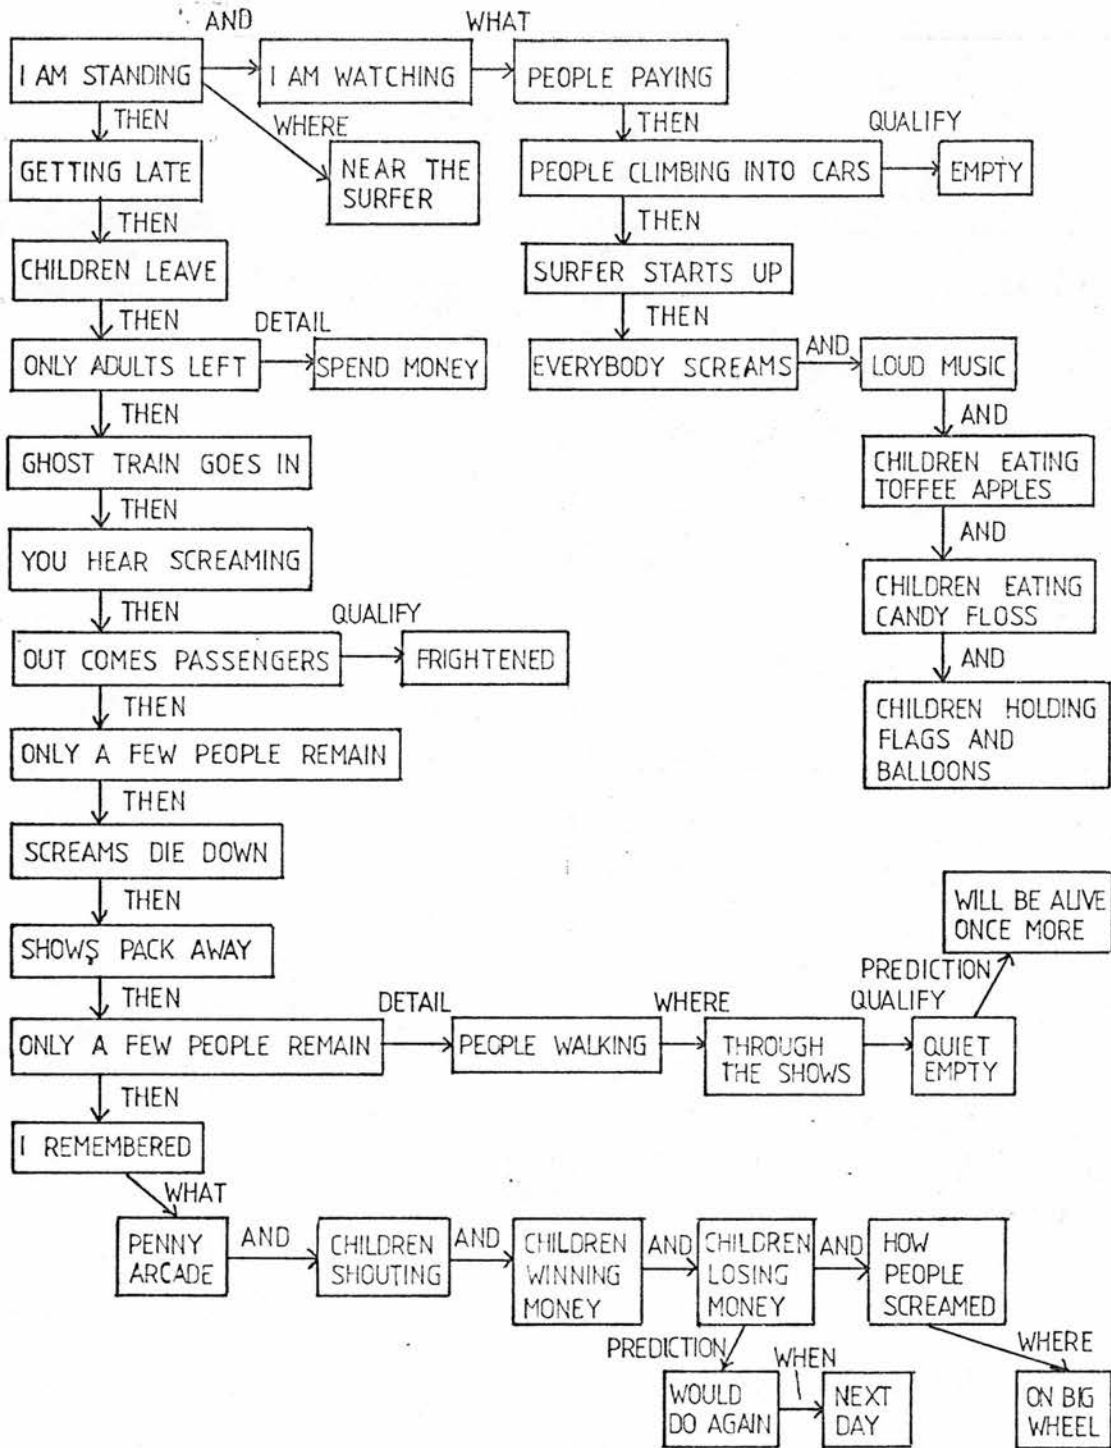 AND
WHAT
I AM STANDING
I AM WATCHING
PEOPLE PAYING
THEN
WHERE
THEN
QUALIFY
GETTING LATE
NEAR THE
SURFER
PEOPLE CLIMBING INTO CARS
EMPTY
THEN
THEN
CHILDREN LEAVE
SURFER STARTS UP
THEN
DETAIL
THEN
ONLY ADULTS LEFT
SPEND MONEY
EVERYBODY SCREAMS
AND
LOUD MUSIC
THEN
AND
GHOST TRAIN GOES IN
CHILDREN EATING
TOFFEE APPLES
THEN
AND
YOU HEAR SCREAMING
CHILDREN EATING
CANDY FLOSS
THEN
QUALIFY
AND
OUT COMES PASSENGERS
FRIGHTENED
CHILDREN HOLDING
FLAGS AND
BALLOONS
THEN
ONLY A FEW PEOPLE REMAIN
THEN
SCREAMS DIE DOWN
THEN
WILL BE ALIVE
ONCE MORE
SHOWS PACK AWAY
PREDICTION
THEN
DETAIL
WHERE
QUALIFY
ONLY A FEW PEOPLE REMAIN
PEOPLE WALKING
THROUGH
THE SHOWS
QUIET
EMPTY
THEN
I REMEMBERED
WHAT
PENNY
ARCADE
AND
CHILDREN
SHOUTING
AND
CHILDREN
WINNING
MONEY
AND
CHILDREN
LOSING
MONEY
AND
HOW
PEOPLE
SCREAMED
PREDICTION
WHEN
WHERE
WOULD
DO AGAIN
NEXT
DAY
ON BIG
WHEEL